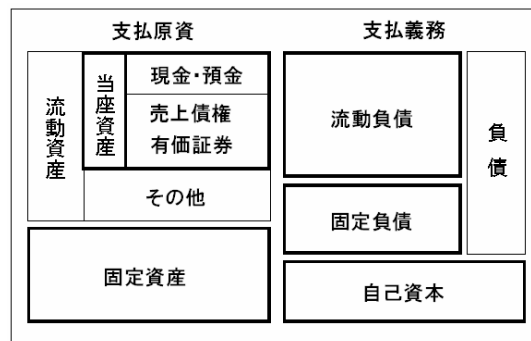 支払原資
支払義務
流動資産
当座資産
現金・預金
売上債権
有価証券
その他
固定資産
流動負債
固定負債
負債
自己資本